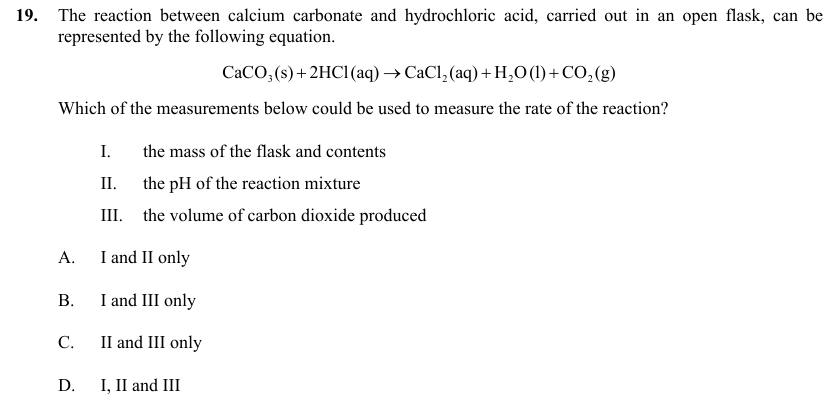 19. The reaction between calcium carbonate and hydrochloric acid, carried out in an open flask, can be
represented by the following equation.
CaCO₃(s)+2HCl(aq)→CaCl₂(aq)+H₂O(l)+CO₂(g)
Which of the measurements below could be used to measure the rate of the reaction?
I. the mass of the flask and contents
II. the pH of the reaction mixture
III. the volume of carbon dioxide produced
A. I and II only
B. I and III only
C. II and III only
D. I, II and III